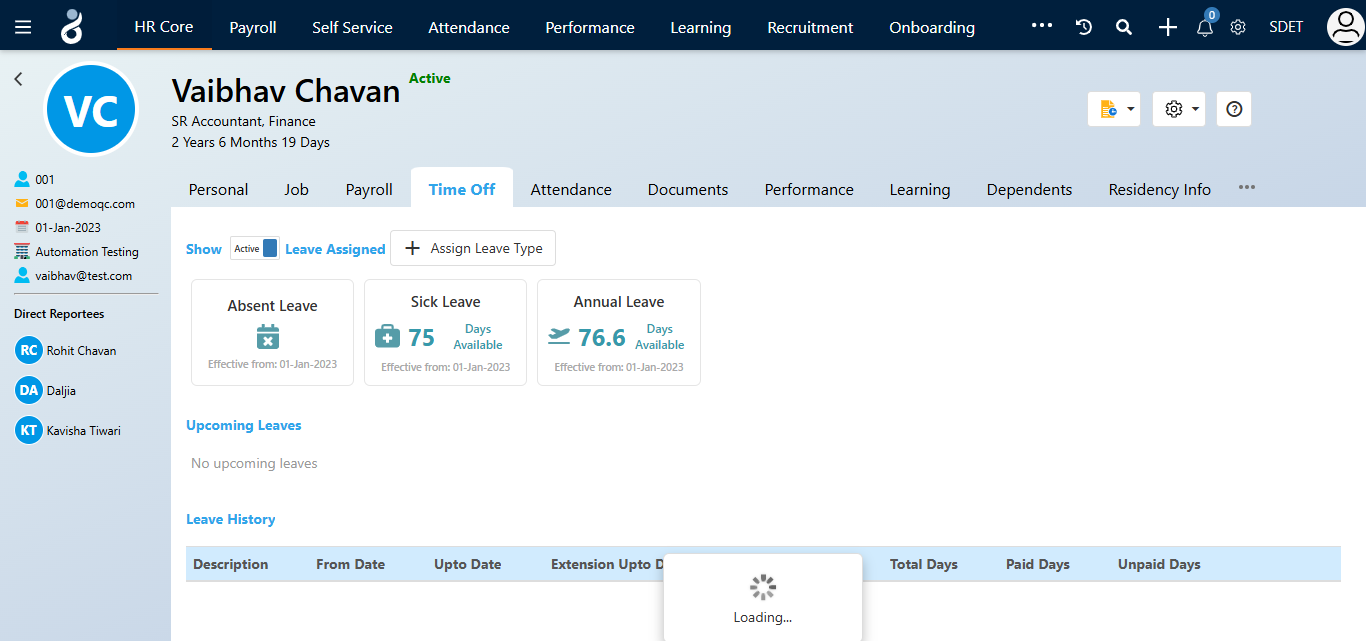 HR Core Payroll Self Service Attendance Performance Learning Recruitment Onboarding 0 SDET
VC
Vaibhav Chavan Active
SR Accountant, Finance
2 Years 6 Months 19 Days
001
001@demoqc.com
01-Jan-2023
Automation Testing
vaibhav@test.com
Direct Reportees
RC Rohit Chavan
DA Daljia
KT Kavisha Tiwari
Personal Job Payroll Time Off Attendance Documents Performance Learning Dependents Residency Info
Show Active Leave Assigned Assign Leave Type
Absent Leave
Effective from: 01-Jan-2023
Sick Leave
75 Days Available
Effective from: 01-Jan-2023
Annual Leave
76.6 Days Available
Effective from: 01-Jan-2023
Upcoming Leaves
No upcoming leaves
Leave History
Description From Date Upto Date Extension Upto D Total Days Paid Days Unpaid Days
Loading...